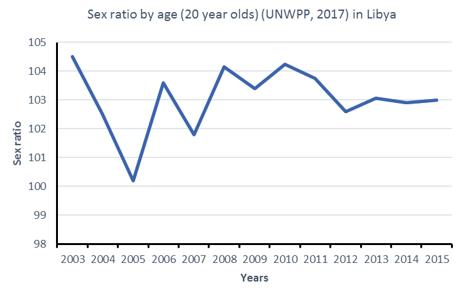 Sex ratio by age (20 year olds) (UNWPP, 2017) in Libya
105
104
103
102
101
100
99
98
Sex ratio
2003 2004 2005 2006 2007 2008 2009 2010 2011 2012 2013 2014 2015
Years